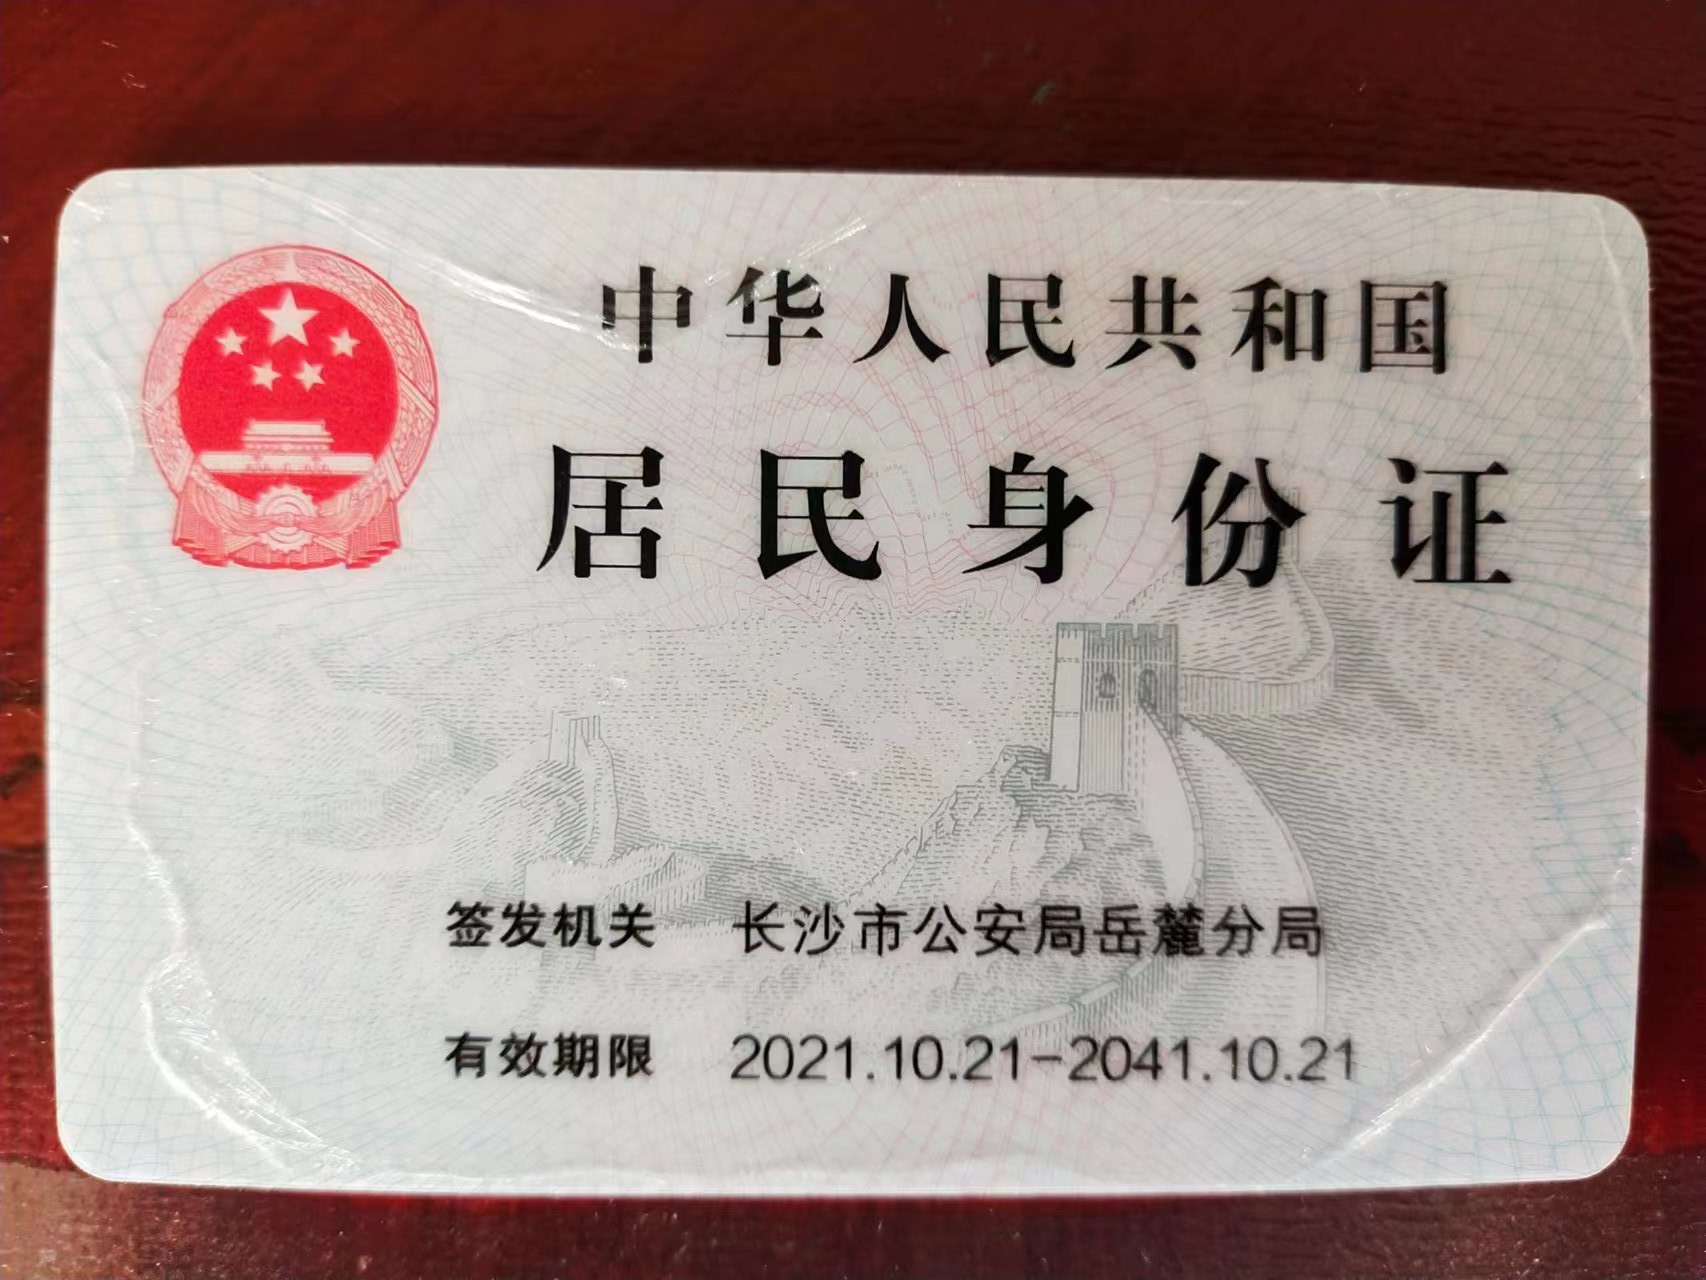 中华人民共和国
居民身份证
签发机关 长沙市公安局岳麓分局
有效期限 2021.10.21-2041.10.21